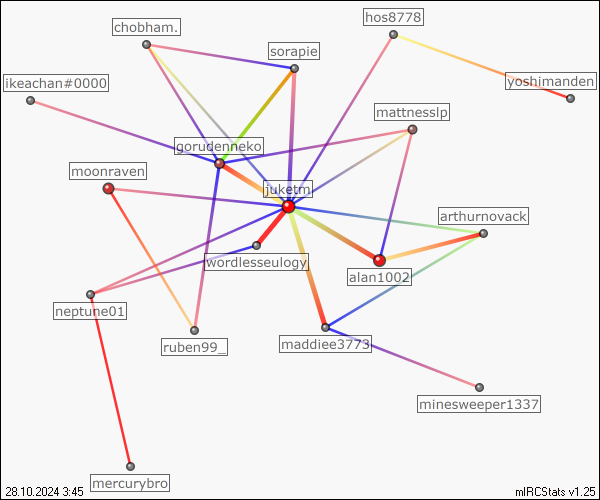 hos8778
chobham.
sorapie
yoshimanden
ikeachan#0000
mattnesslp
gorudenneko
moonraven
juketm
arthurnovack
wordlesseulogy
alan1002
neptune01
maddiee3773
ruben99_
minesweeper1337
mercurybro
28.10.2024 3:45
mIRCStats v1.25